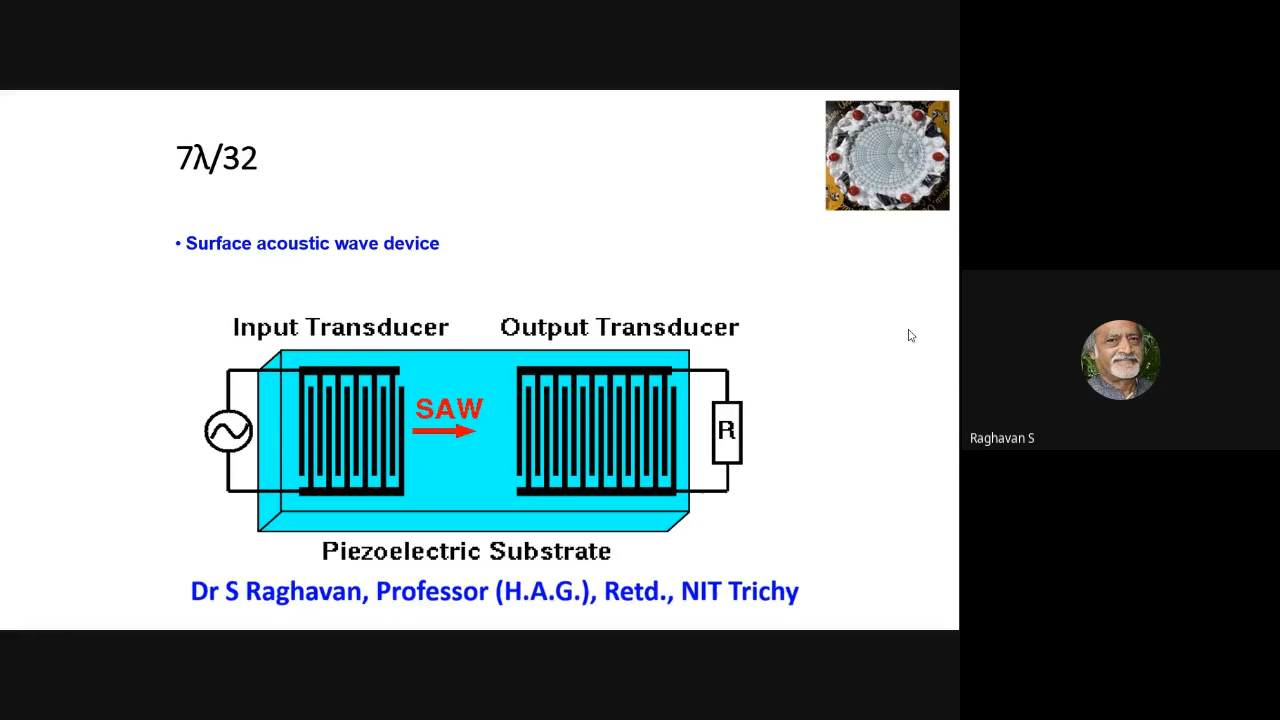 7λ/32
• Surface acoustic wave device
Input Transducer Output Transducer
SAW
R
Piezoelectric Substrate
Dr S Raghavan, Professor (H.A.G.), Retd., NIT Trichy
Raghavan S